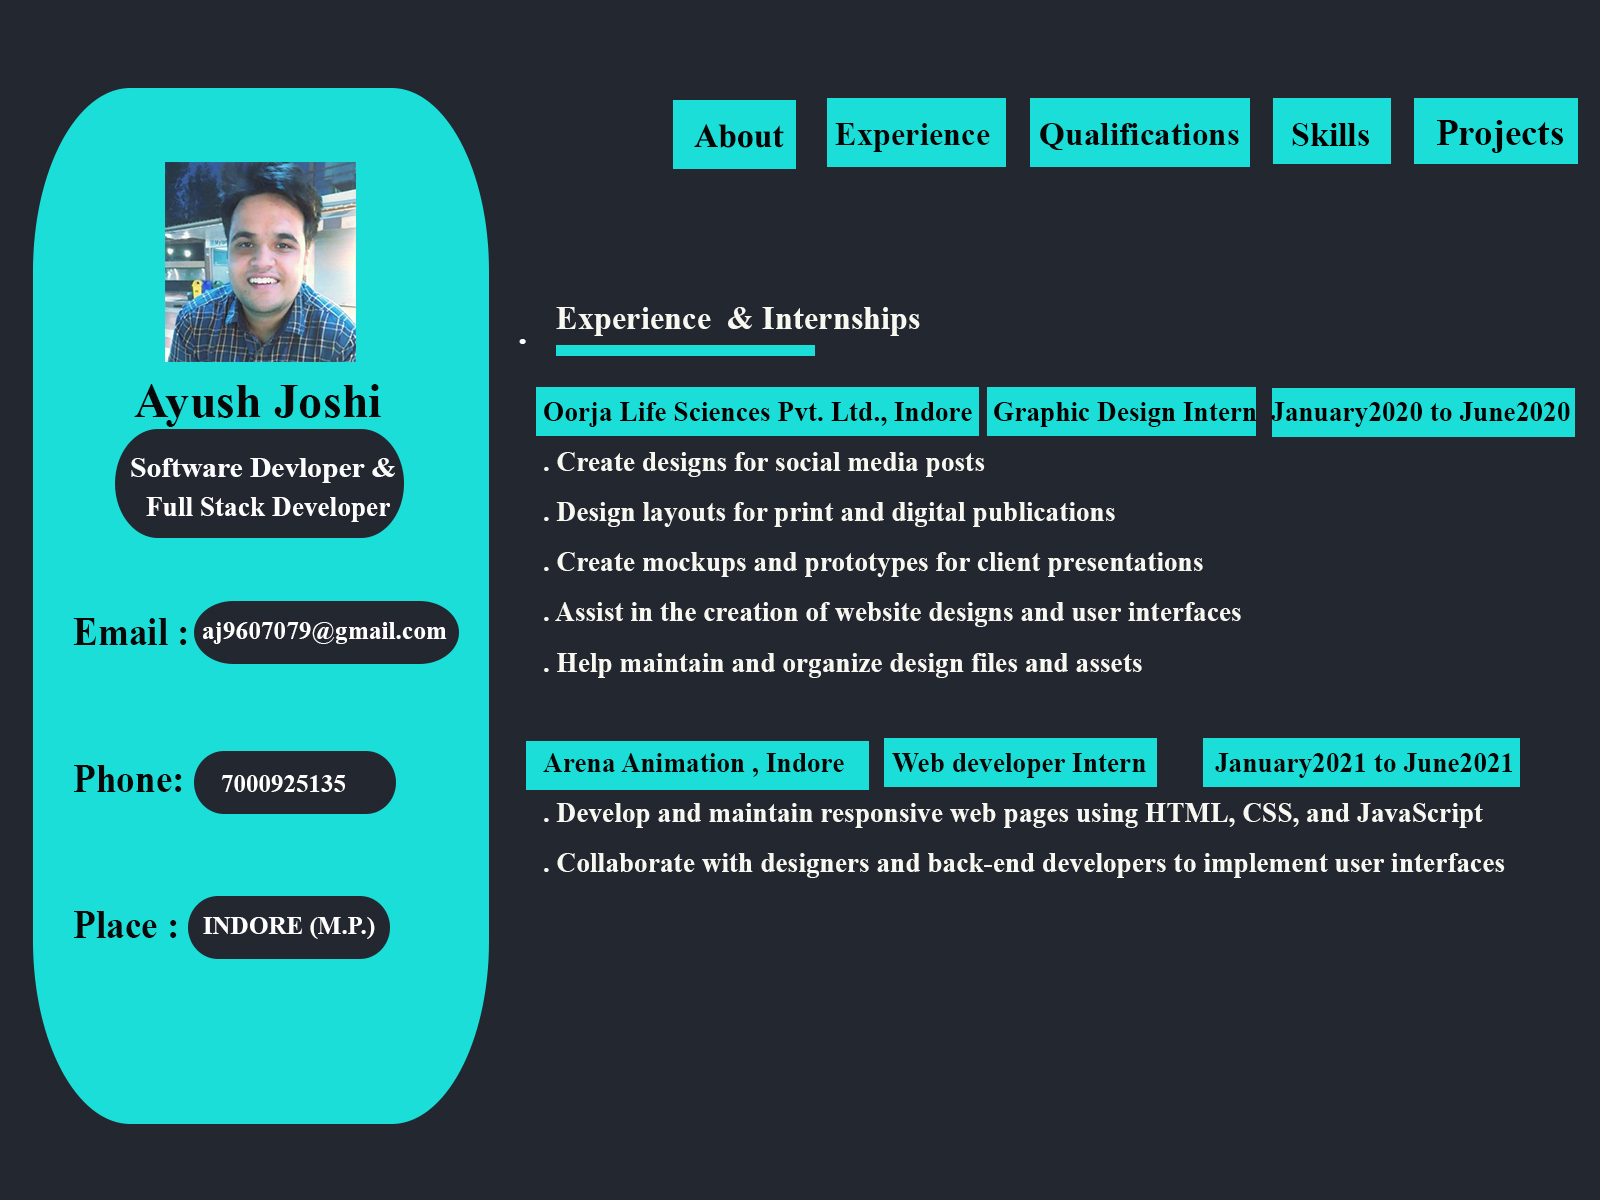 About Experience Qualifications Skills Projects
Ayush Joshi
Software Devloper &
Full Stack Developer
Email : aj9607079@gmail.com
Phone: 7000925135
Place : INDORE (M.P.)
. Experience & Internships
Oorja Life Sciences Pvt. Ltd., Indore Graphic Design Intern January2020 to June2020
. Create designs for social media posts
. Design layouts for print and digital publications
. Create mockups and prototypes for client presentations
. Assist in the creation of website designs and user interfaces
. Help maintain and organize design files and assets
Arena Animation , Indore Web developer Intern January2021 to June2021
. Develop and maintain responsive web pages using HTML, CSS, and JavaScript
. Collaborate with designers and back-end developers to implement user interfaces